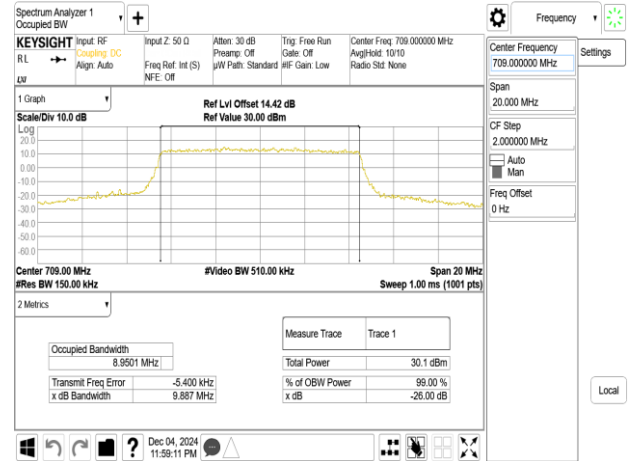 Spectrum Analyzer 1
Occupied BW
Frequency
KEYSIGHT Input: RF Input Z: 50 Ω Atten: 30 dB Trig: Free Run Center Freq: 709.000000 MHz
RL Coupling: DC Preamp: Off Gate: Off Avg|Hold: 10/10
Align: Auto Freq Ref: Int (S) µW Path: Standard #IF Gain: Low Radio Std: None
LXI NFE: Off
Center Frequency
709.000000 MHz
Settings
Span
20.000 MHz
CF Step
2.000000 MHz
Auto
Man
Freq Offset
0 Hz
Local
1 Graph
Ref Lvl Offset 14.42 dB
Scale/Div 10.0 dB Ref Value 30.00 dBm
Log
20.0
10.0
0.00
-10.0
-20.0
-30.0
-40.0
-50.0
-60.0
Center 709.00 MHz #Video BW 510.00 kHz Span 20 MHz
#Res BW 150.00 kHz Sweep 1.00 ms (1001 pts)
2 Metrics
Measure Trace Trace 1
Occupied Bandwidth
8.9501 MHz Total Power 30.1 dBm
Transmit Freq Error -5.400 kHz % of OBW Power 99.00 %
x dB Bandwidth 9.887 MHz x dB -26.00 dB
? Dec 04, 2024
11:59:11 PM